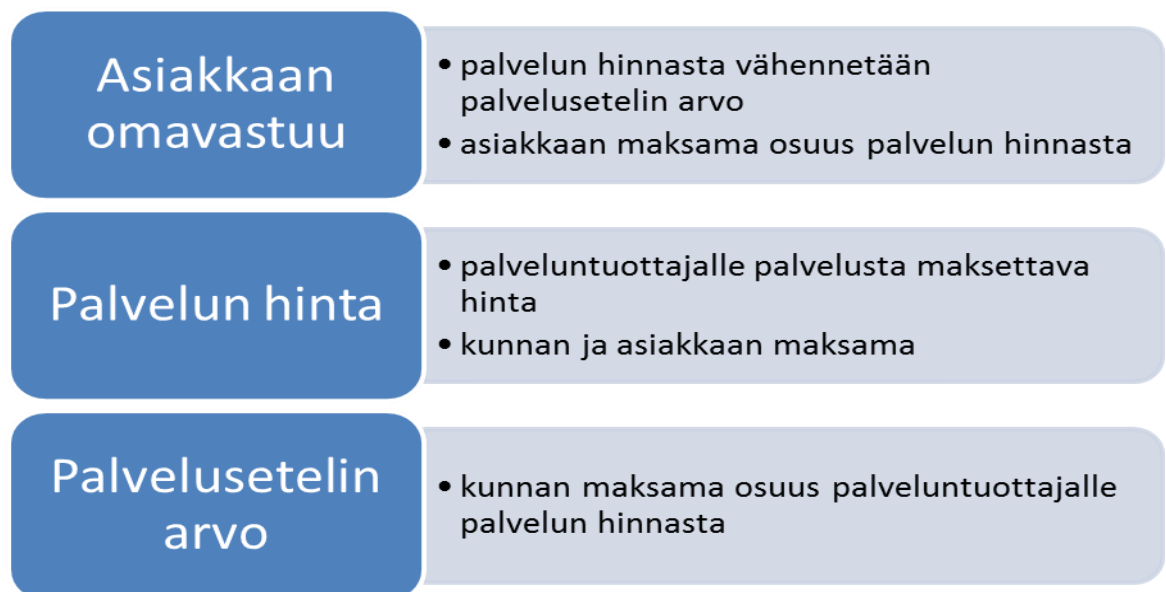 Asiakkaan
omavastuu
• palvelun hinnasta vähennetään
palvelusetelin arvo
• asiakkaan maksama osuus palvelun hinnasta
Palvelun hinta
• palveluntuottajalle palvelusta maksettava
hinta
• kunnan ja asiakkaan maksama
Palvelusetelin
arvo
• kunnan maksama osuus palveluntuottajalle
palvelun hinnasta